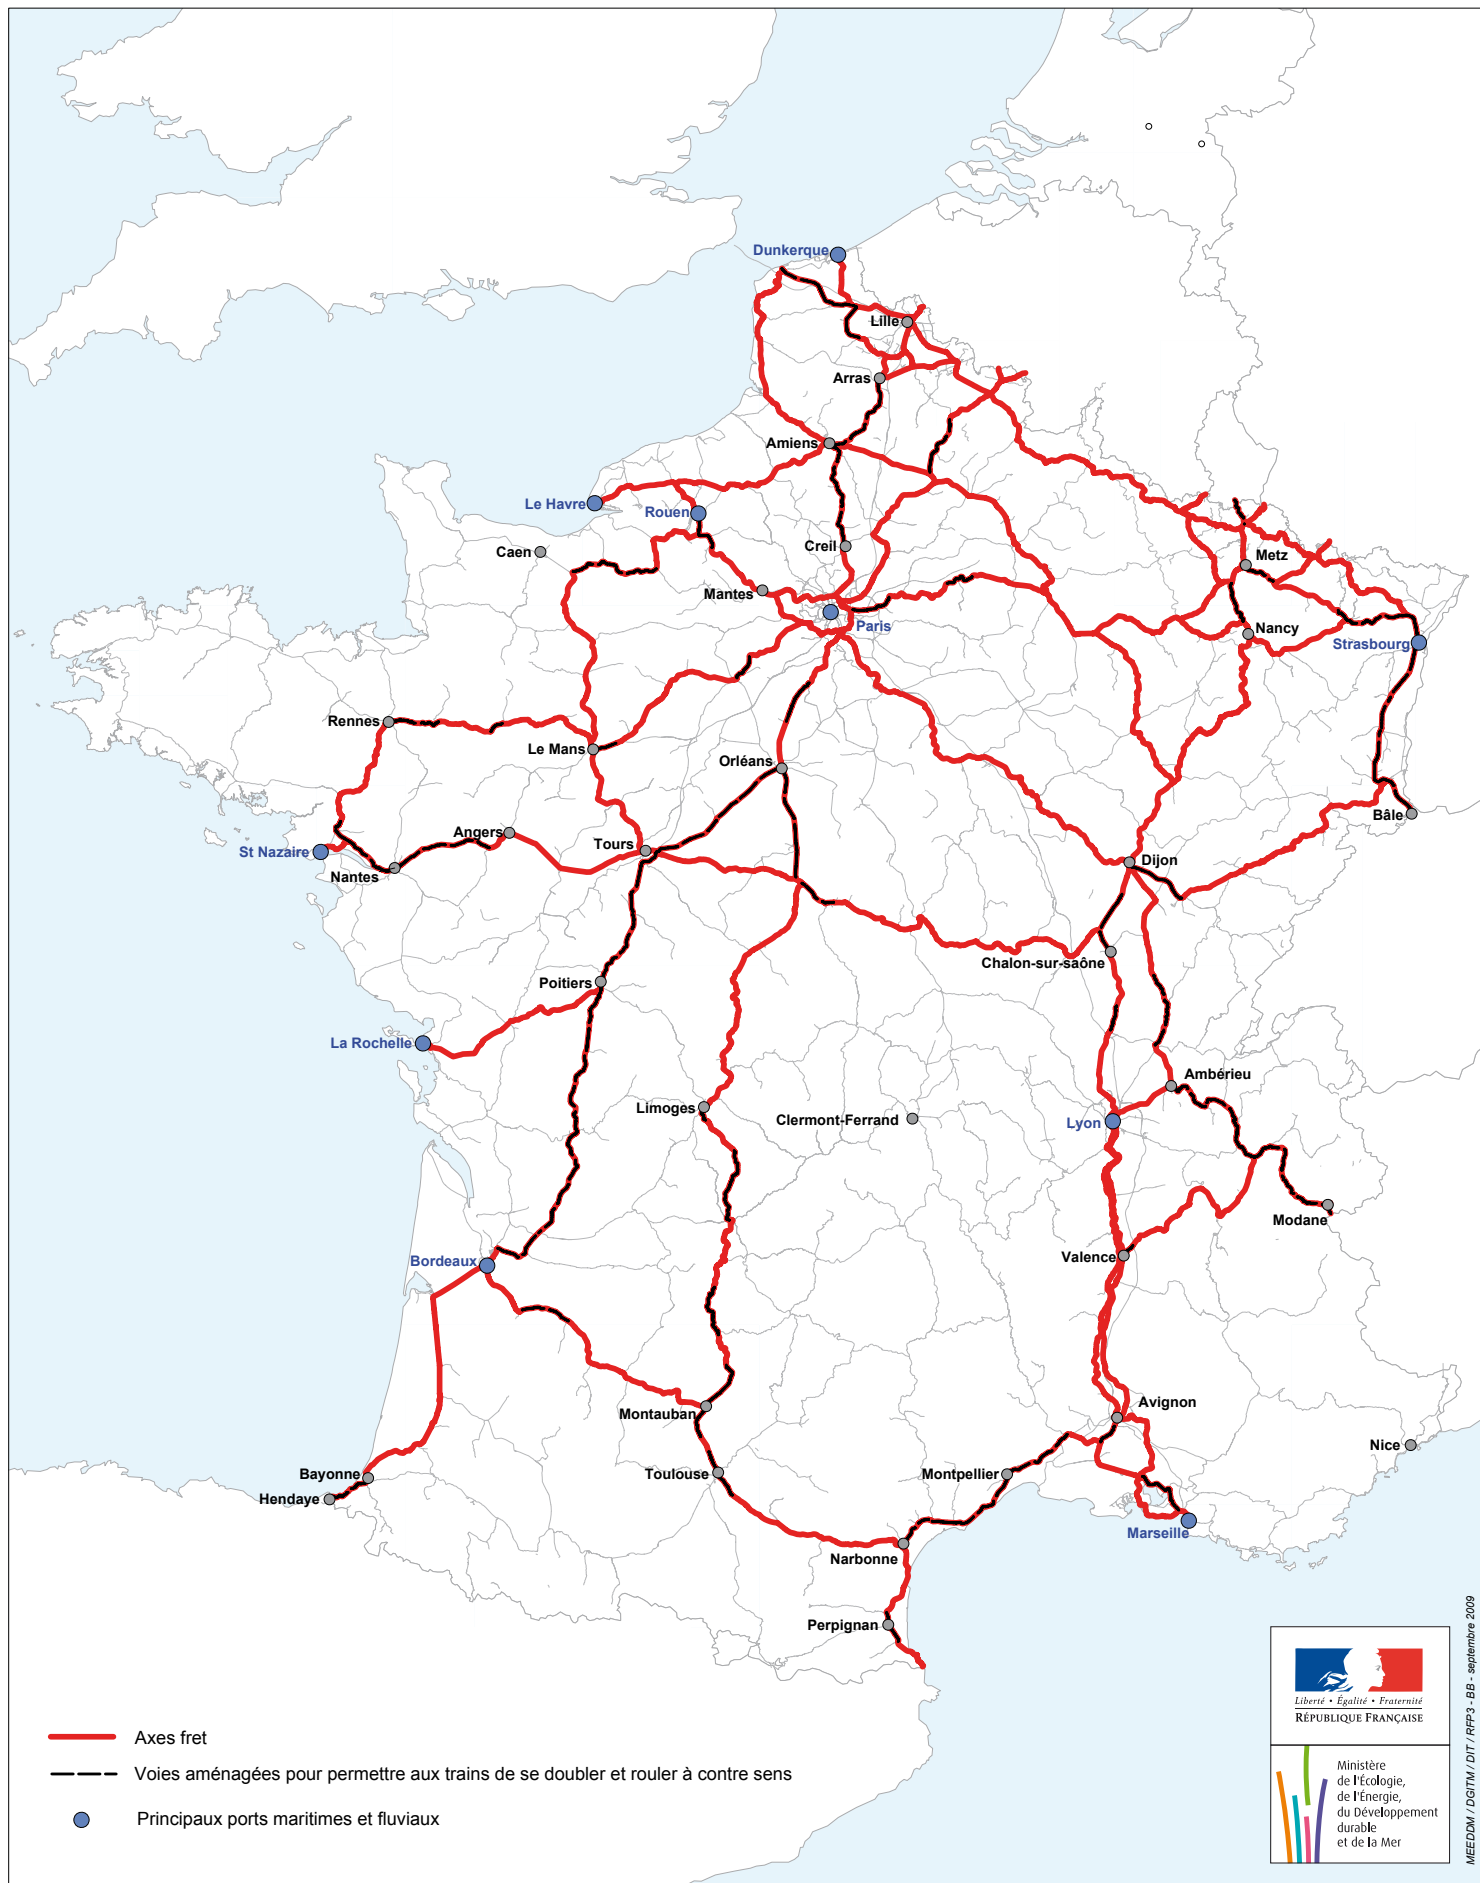 Dunkerque
Lille
Arras
Amiens
Le Havre
Rouen
Caen
Creil
Metz
Mantes
Paris
Nancy
Strasbourg
Rennes
Le Mans
Orléans
Bâle
Angers
Tours
St Nazaire
Nantes
Dijon
Chalon-sur-saône
Poitiers
La Rochelle
Ambérieu
Limoges
Clermont-Ferrand
Lyon
Modane
Valence
Bordeaux
Avignon
Montauban
Nice
Bayonne
Toulouse
Montpellier
Hendaye
Marseille
Narbonne
Perpignan
Axes fret
Voies aménagées pour permettre aux trains de se doubler et rouler à contre sens
Principaux ports maritimes et fluviaux
Liberté • Égalité • Fraternité
RÉPUBLIQUE FRANÇAISE
Ministère
de l'Écologie,
de l'Énergie,
du Développement
durable
et de la Mer
MEEDDM / DGITM / DIT / RFP3 - BB - septembre 2009